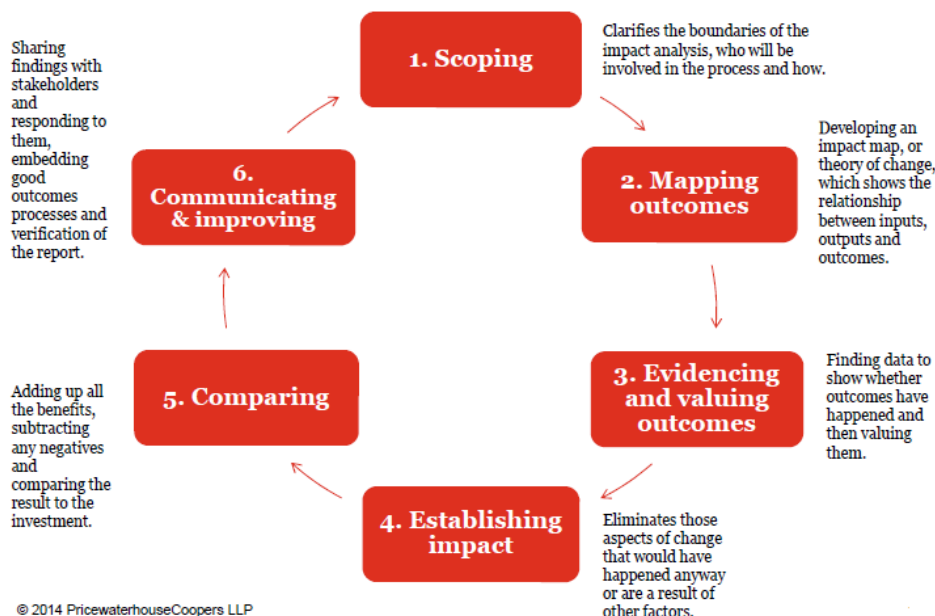 1. Scoping
Clarifies the boundaries of the
impact analysis, who will be
involved in the process and how.
2. Mapping
outcomes
Developing an
impact map, or
theory of change,
which shows the
relationship
between inputs,
outputs and
outcomes.
3. Evidencing
and valuing
outcomes
Finding data to
show whether
outcomes have
happened and
then valuing
them.
4. Establishing
impact
Eliminates those
aspects of change
that would have
happened anyway
or are a result of
other factors.
5. Comparing
Adding up all
the benefits,
subtracting
any negatives
and
comparing the
result to the
investment.
6.
Communicating
& improving
Sharing
findings with
stakeholders
and
responding to
them,
embedding
good
outcomes
processes and
verification of
the report.
© 2014 PricewaterhouseCoopers LLP